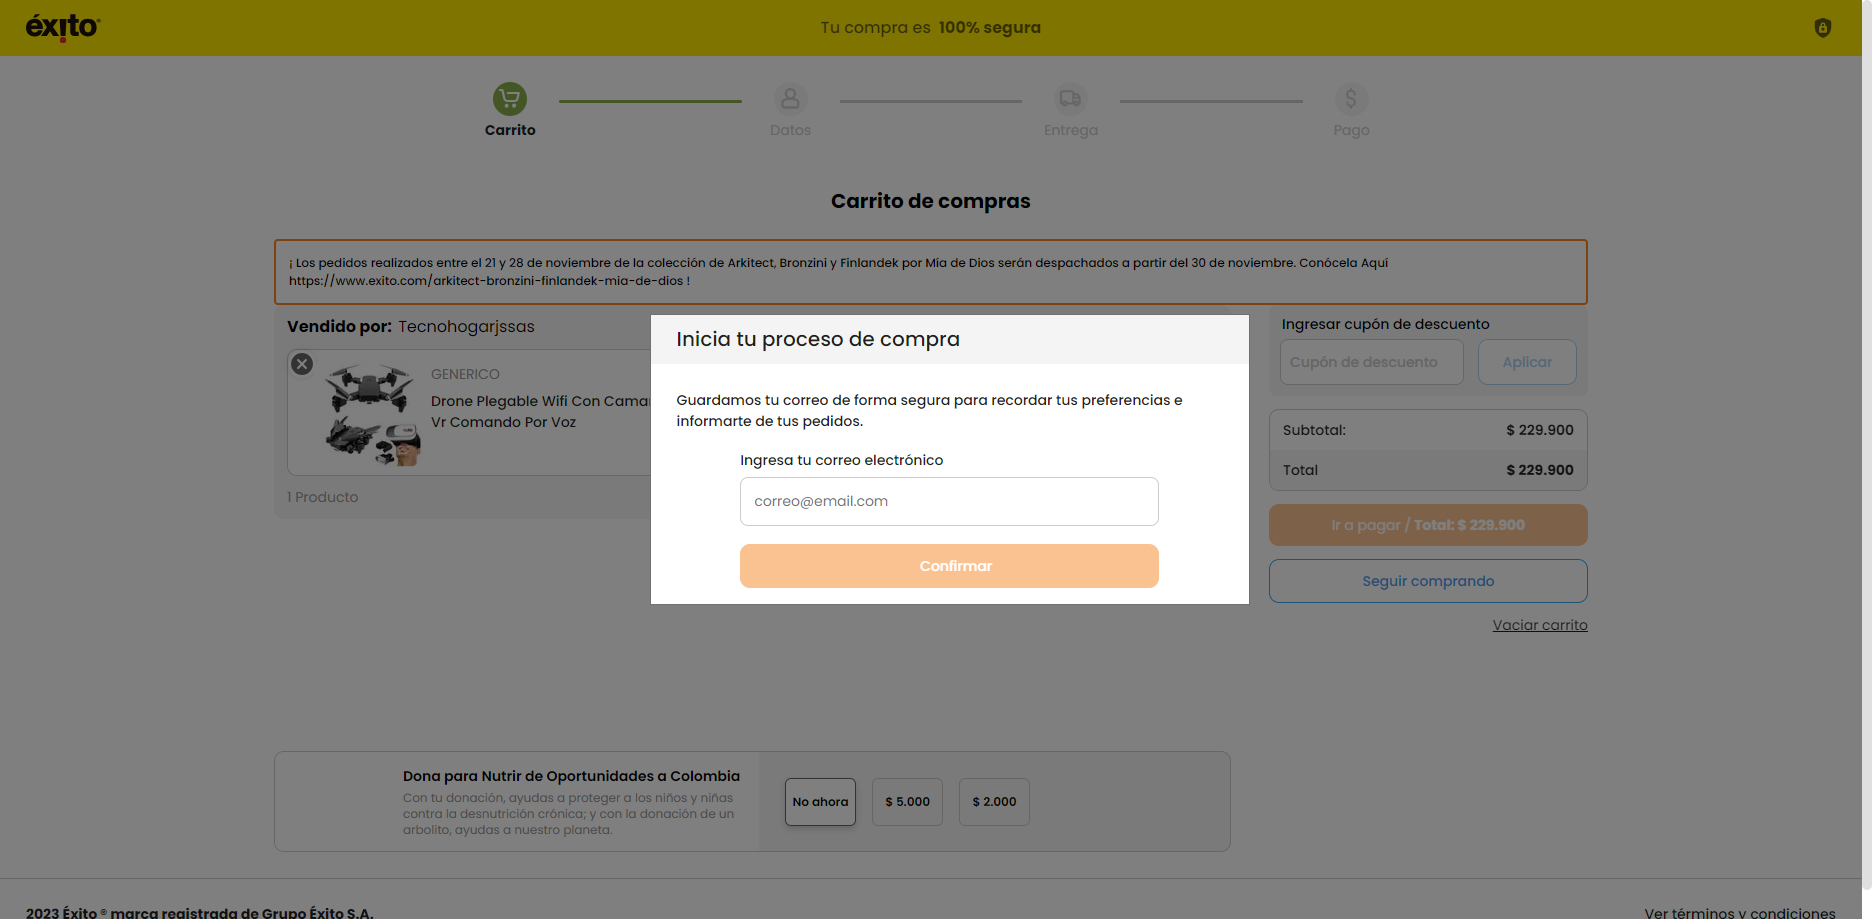 éxito
Tu compra es 100% segura
Carrito
Datos
Entrega
Pago
Carrito de compras
¡ Los pedidos realizados entre el 21 y 28 de noviembre de la colección de Arkitect, Bronzini y Finlandek por Mia de Dios serán despachados a partir del 30 de noviembre. Conócela Aquí
https://www.exito.com/arkitect-bronzini-finlandek-mia-de-dios !
Vendido por: Tecnohogarjssas
GENERICO
Drone Plegable Wifi Con Camar
Vr Comando Por Voz
1 Producto
Inicia tu proceso de compra
Guardamos tu correo de forma segura para recordar tus preferencias e
informarte de tus pedidos.
Ingresa tu correo electrónico
correo@email.com
Confirmar
Ingresar cupón de descuento
Cupón de descuento
Aplicar
Subtotal: $ 229.900
Total $ 229.900
Ir a pagar / Total: $ 229.900
Seguir comprando
Vaciar carrito
Dona para Nutrir de Oportunidades a Colombia
Con tu donación, ayudas a proteger a los niños y niñas
contra la desnutrición crónica; y con la donación de un
arbolito, ayudas a nuestro planeta.
No ahora
$ 5.000
$ 2.000
2023 Éxito ® marca registrada de Grupo Éxito S.A.
Ver términos y condiciones